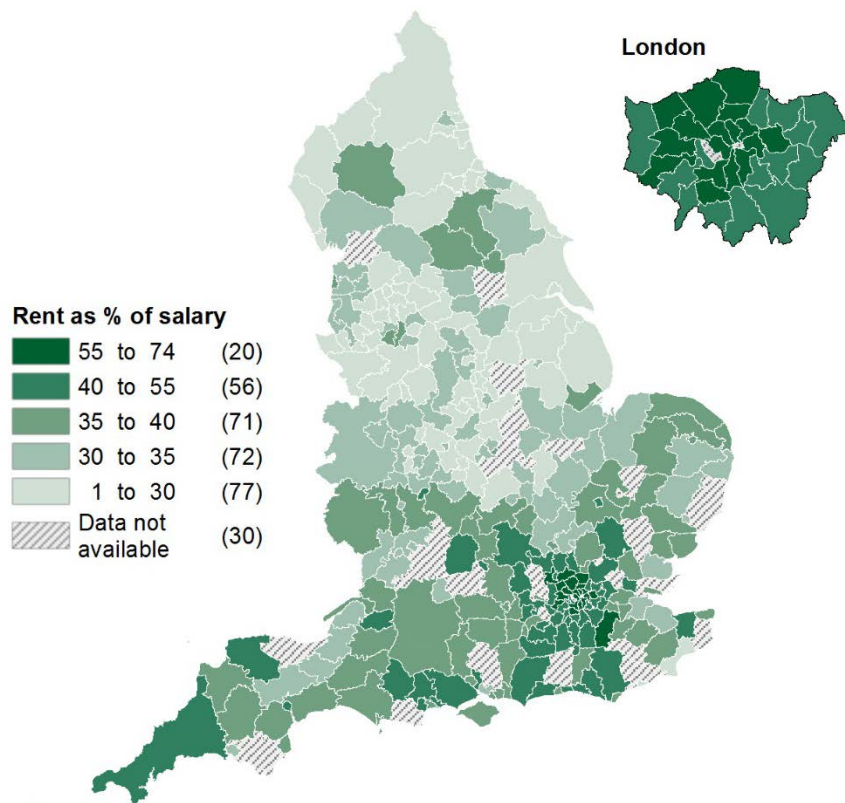 London
Rent as % of salary
55 to 74 (20)
40 to 55 (56)
35 to 40 (71)
30 to 35 (72)
1 to 30 (77)
Data not
available (30)